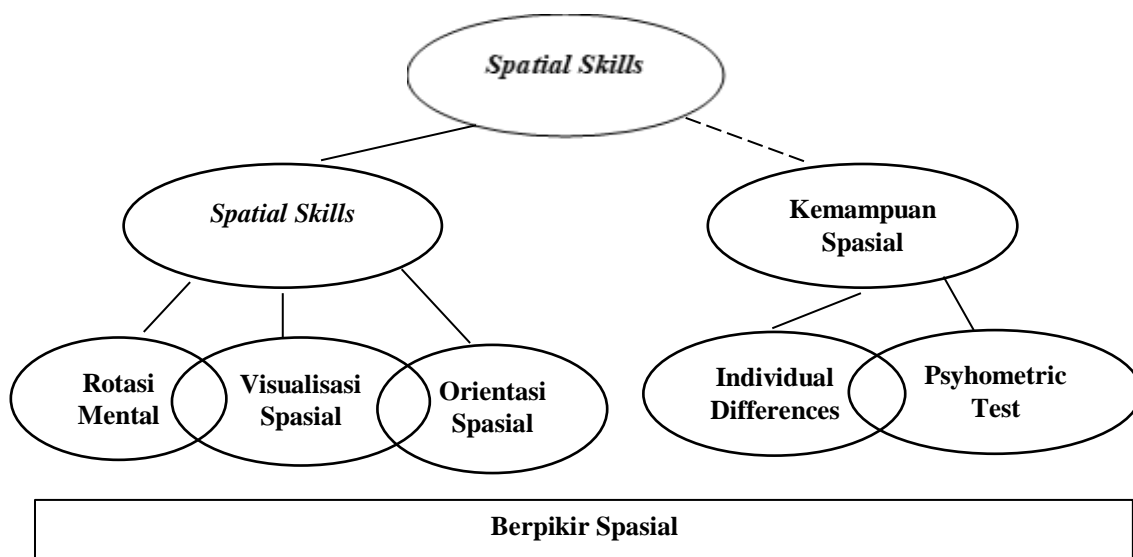 Spatial Skills
Spatial Skills
Kemampuan
Spasial
Rotasi
Mental
Visualisasi
Spasial
Orientasi
Spasial
Individual
Differences
Psyhometric
Test
Berpikir Spasial